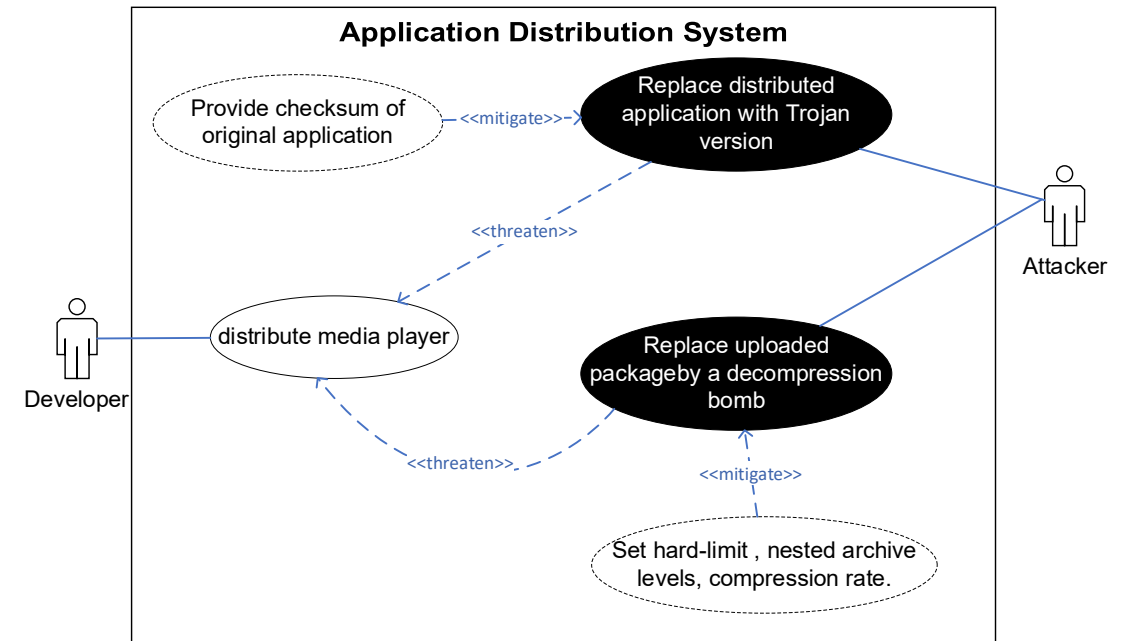 Application Distribution System
Provide checksum of
original application
<<mitigate>>
Replace distributed
application with Trojan
version
<<threaten>>
Attacker
distribute media player
Developer
Replace uploaded
packageby a decompression
bomb
<<threaten>>
<<mitigate>>
Set hard-limit , nested archive
levels, compression rate.